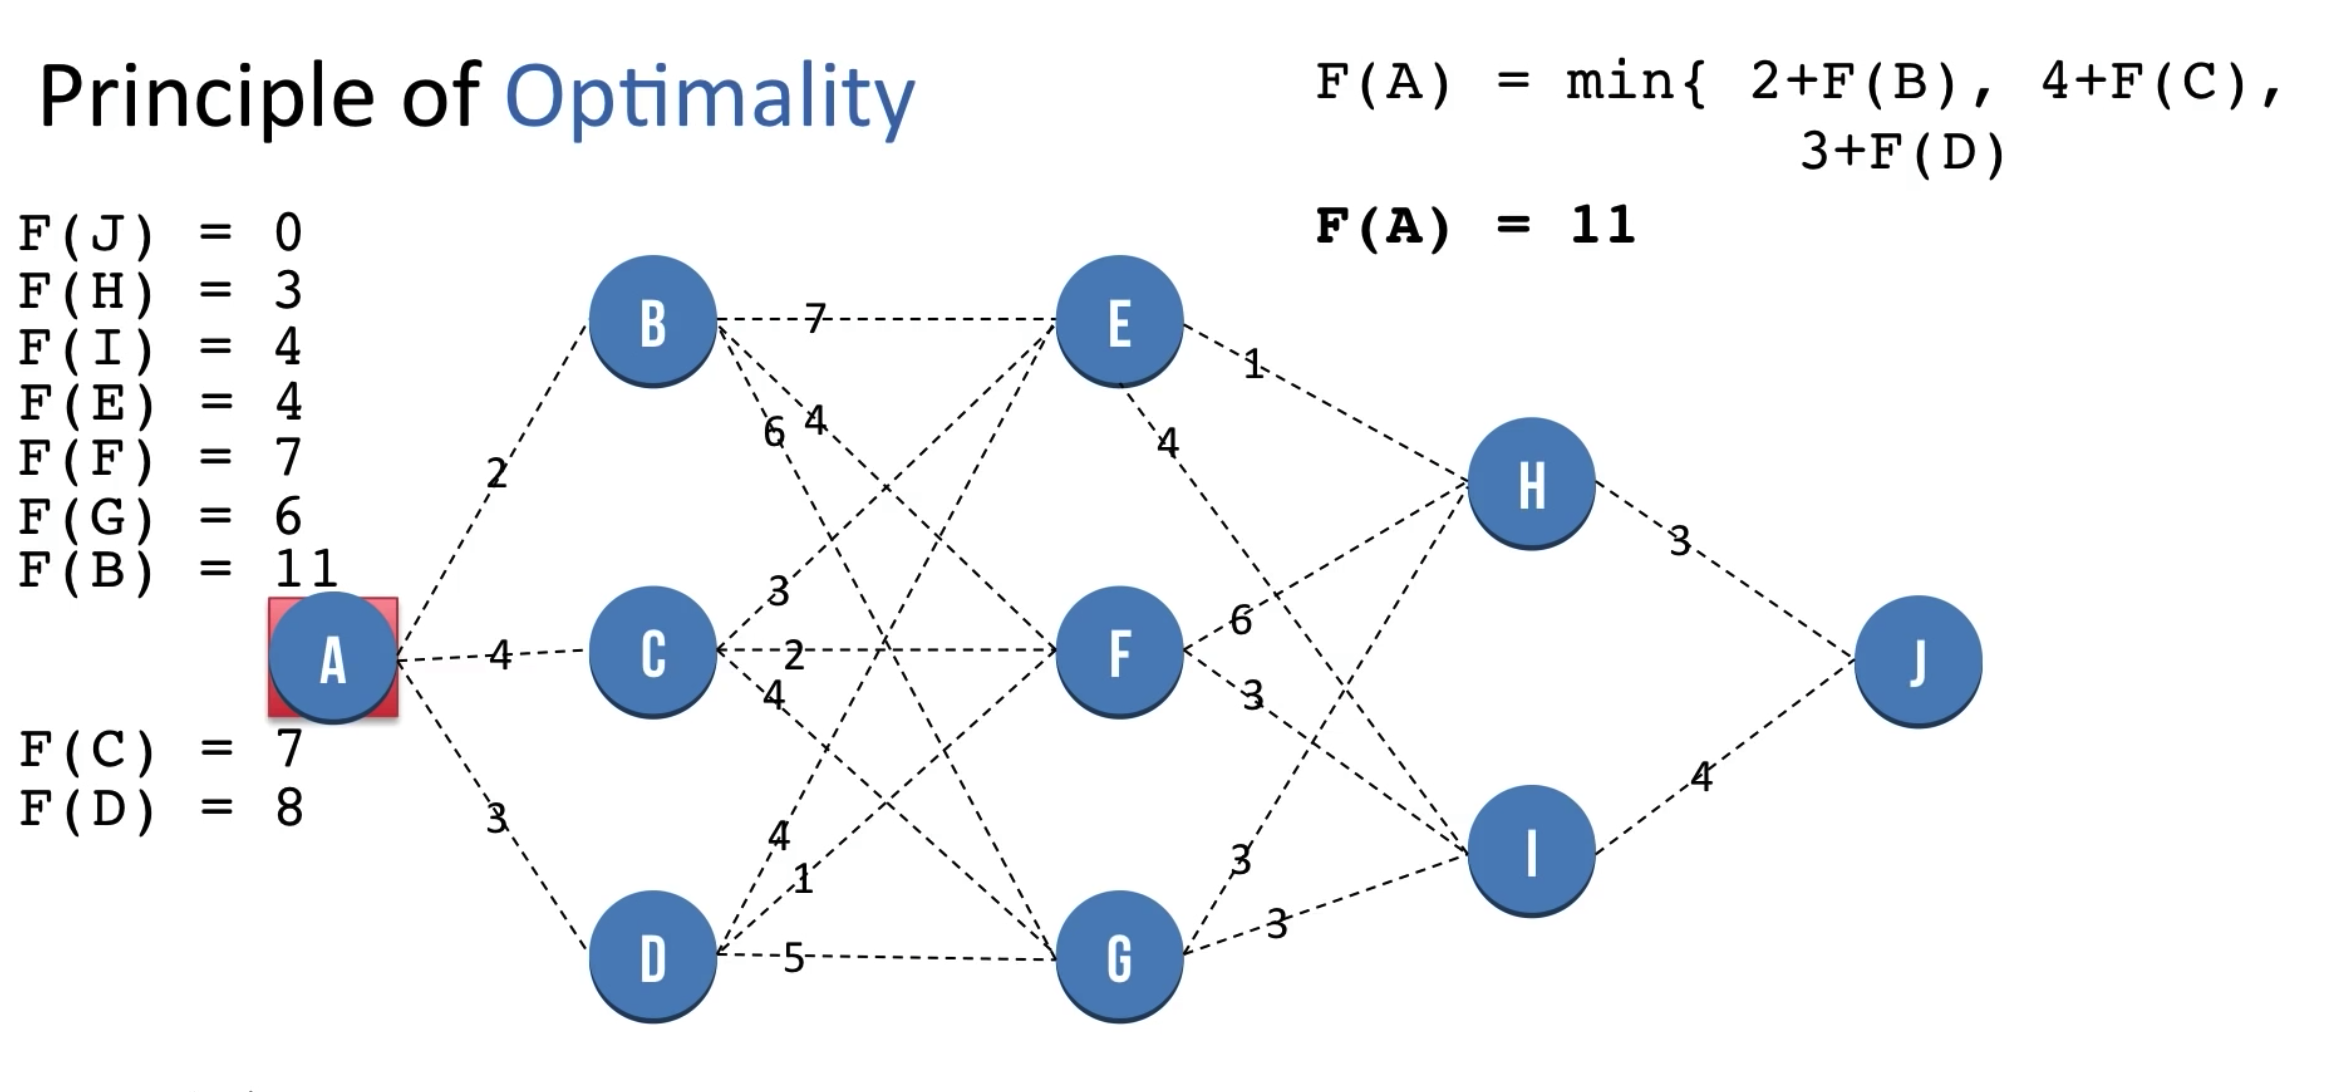 Principle of Optimality
F(A) = min{ 2+F(B), 4+F(C),
3+F(D)
F(A) = 11
F(J) = 0
F(H) = 3
F(I) = 4
F(E) = 4
F(F) = 7
F(G) = 6
F(B) = 11
F(C) = 7
F(D) = 8
A
B
C
D
E
F
G
H
I
J
2
4
3
7
4
6
3
2
4
4
1
5
1
4
6
3
3
3
3
4